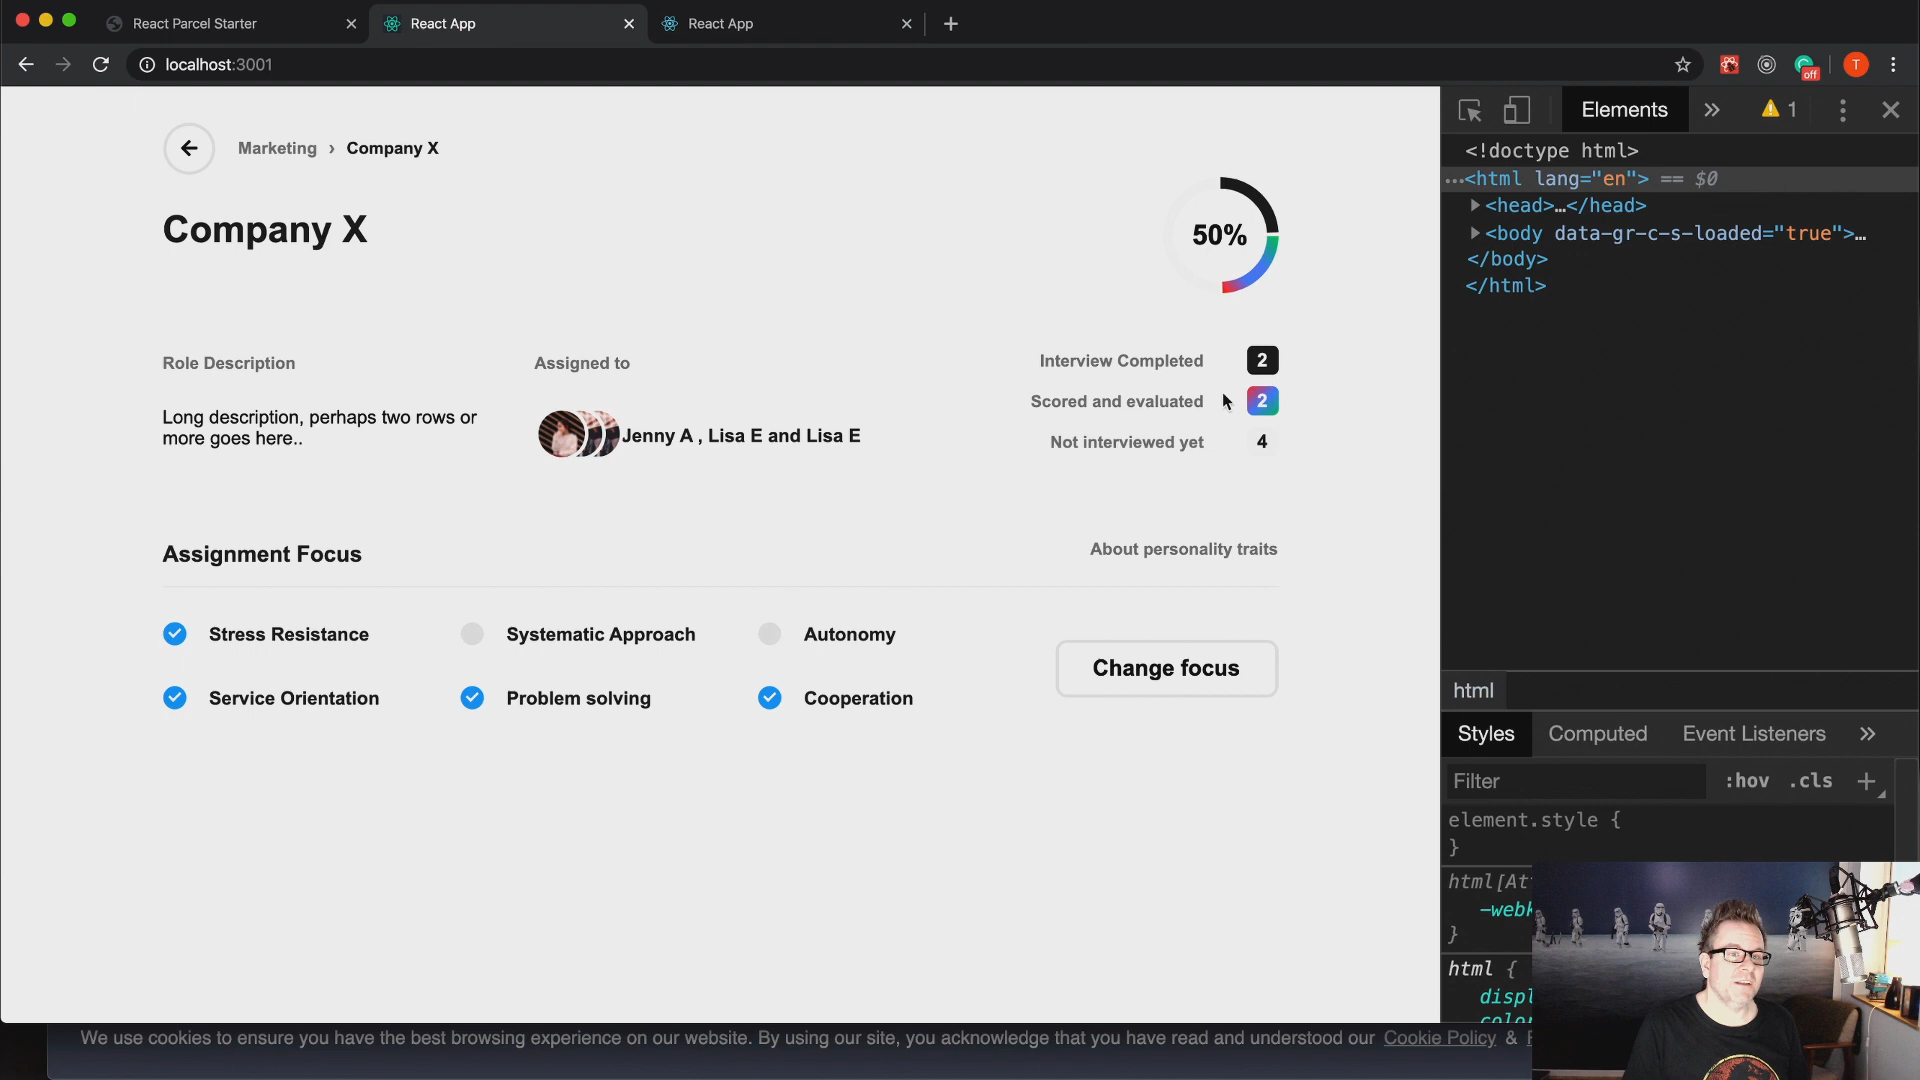 React Parcel Starter
React App
React App
localhost:3001
off
T
Marketing › Company X
Company X
50%
Role Description
Assigned to
Long description, perhaps two rows or
more goes here..
Jenny A , Lisa E and Lisa E
Interview Completed 2
Scored and evaluated 2
Not interviewed yet 4
Assignment Focus
About personality traits
Stress Resistance
Systematic Approach
Autonomy
Service Orientation
Problem solving
Cooperation
Change focus
Elements
1
<!doctype html>
…<html lang="en"> == $0
<head>…</head>
<body data-gr-c-s-loaded="true">…
</body>
</html>
html
Styles
Computed
Event Listeners
Filter
:hov .cls
element.style {
}
html[At
-webk
}
html {
displ
color
We use cookies to ensure you have the best browsing experience on our website. By using our site, you acknowledge that you have read and understood our Cookie Policy &